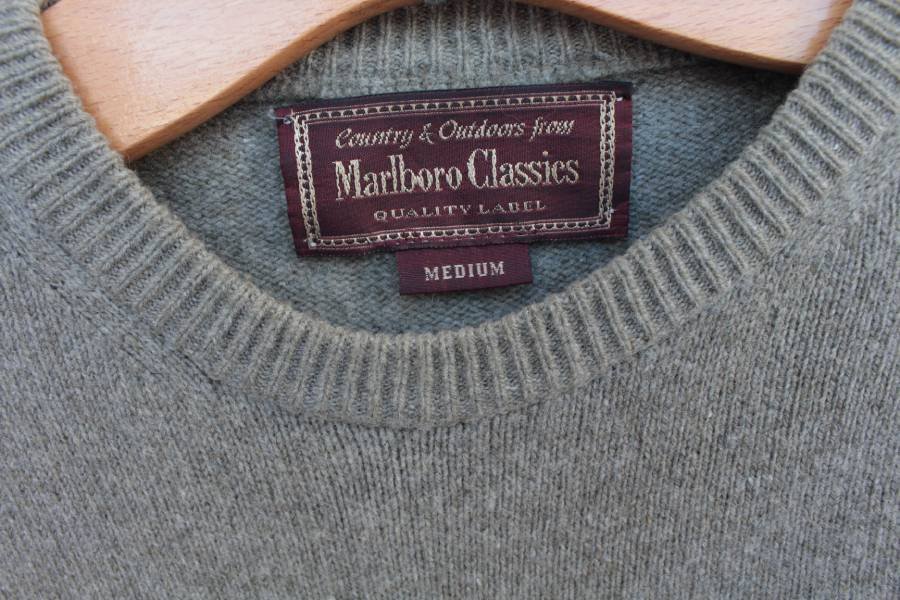 Country & Outdoors from
Marlboro Classics
QUALITY LABEL
MEDIUM